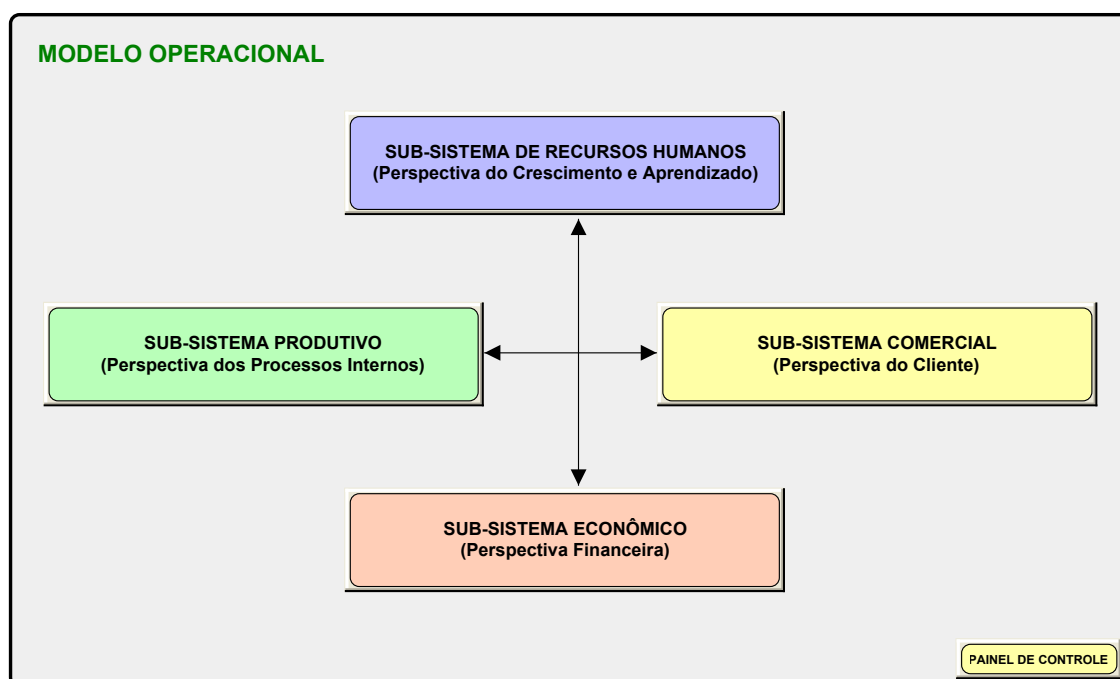 MODELO OPERACIONAL
SUB-SISTEMA DE RECURSOS HUMANOS
(Perspectiva do Crescimento e Aprendizado)
SUB-SISTEMA PRODUTIVO
(Perspectiva dos Processos Internos)
SUB-SISTEMA COMERCIAL
(Perspectiva do Cliente)
SUB-SISTEMA ECONÔMICO
(Perspectiva Financeira)
PAINEL DE CONTROLE